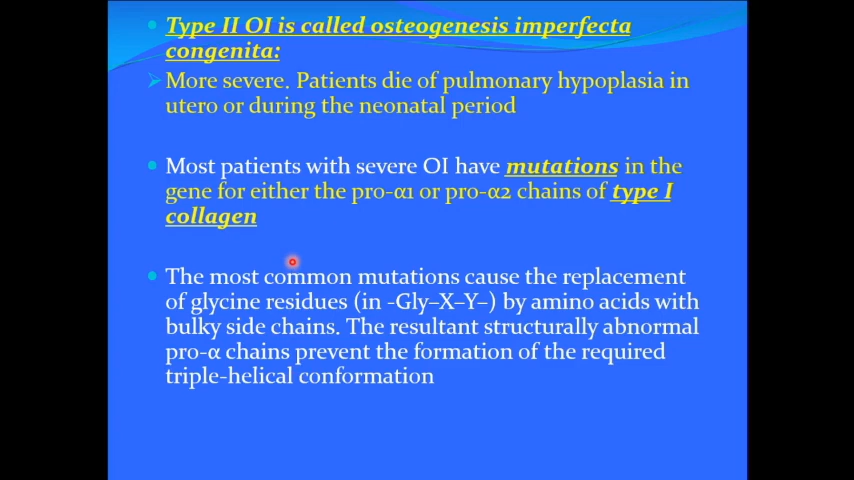 Type II OI is called osteogenesis imperfecta
congenita:
More severe. Patients die of pulmonary hypoplasia in
utero or during the neonatal period
Most patients with severe OI have mutations in the
gene for either the pro-α1 or pro-α2 chains of type I
collagen
The most common mutations cause the replacement
of glycine residues (in -Gly–X–Y–) by amino acids with
bulky side chains. The resultant structurally abnormal
pro-α chains prevent the formation of the required
triple-helical conformation